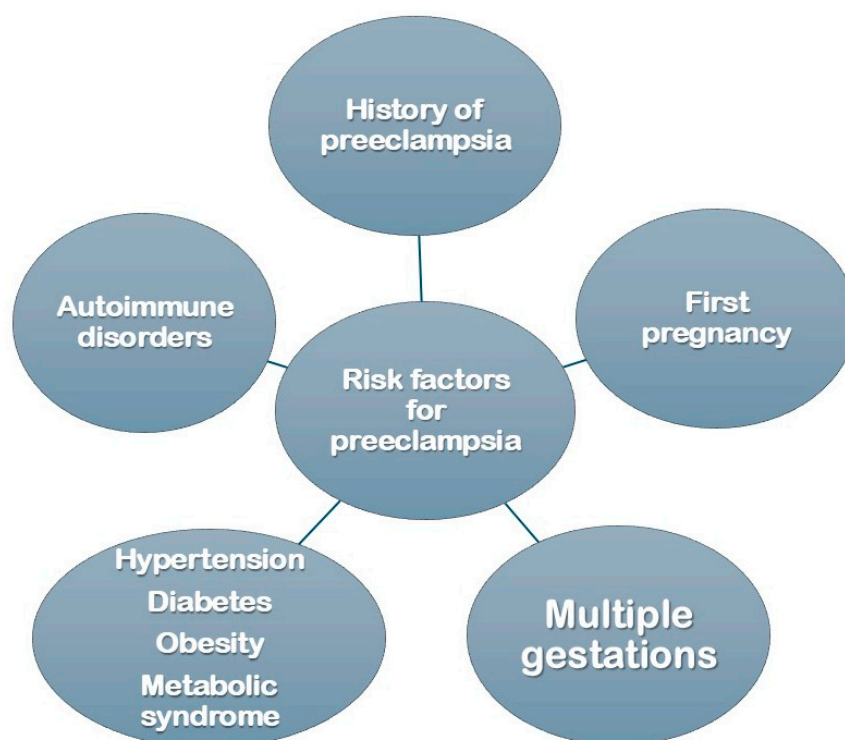 History of
preeclampsia
Autoimmune
disorders
First
pregnancy
Risk factors
for
preeclampsia
Hypertension
Diabetes
Obesity
Metabolic
syndrome
Multiple
gestations